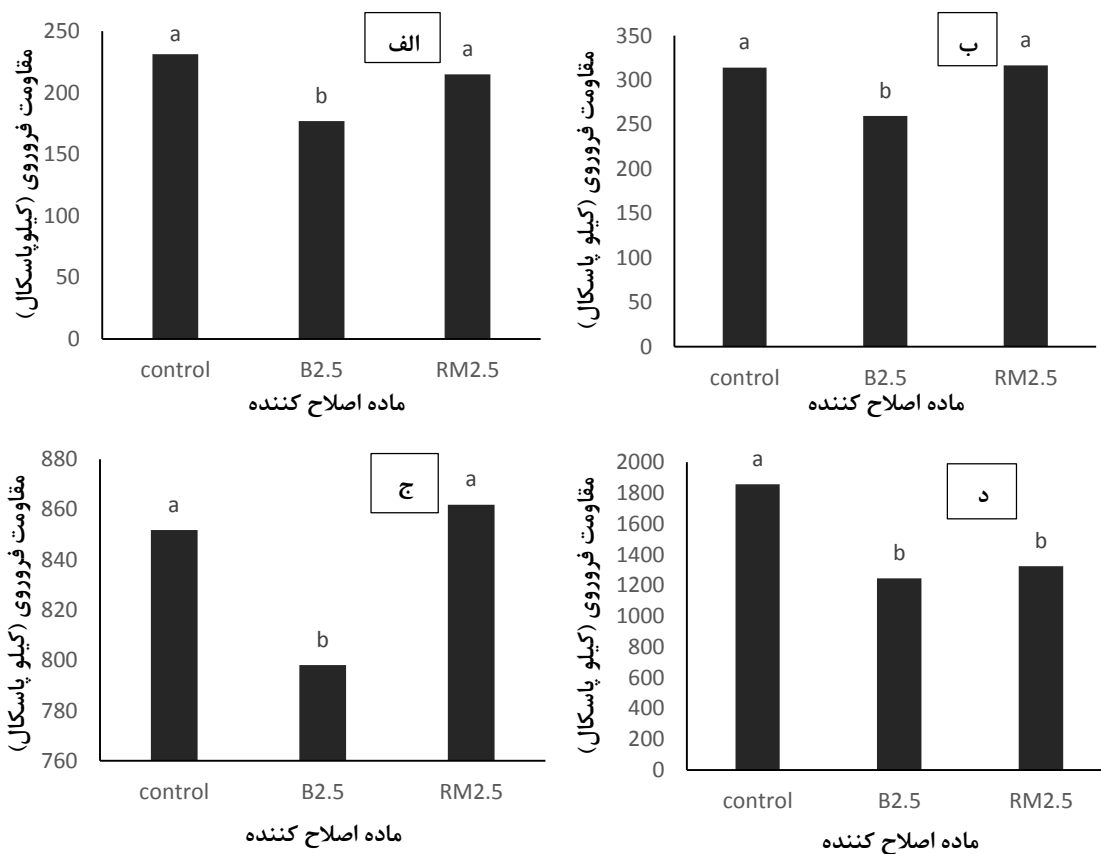 الف
مقاومت فروروی (کیلوپاسکال)
250
200
150
100
50
0
a
b
a
control B2.5 RM2.5
ماده اصلاح کننده
ب
مقاومت فروروی (کیلو پاسکال)
350
300
250
200
150
100
50
0
a
b
a
control B2.5 RM2.5
ماده اصلاح کننده
ج
مقاومت فروروی (کیلو پاسکال)
880
860
840
820
800
780
760
a
b
a
control B2.5 RM2.5
ماده اصلاح کننده
د
مقاومت فروروی (کیلو پاسکال)
2000
1800
1600
1400
1200
1000
800
600
400
200
0
a
b
b
control B2.5 RM2.5
ماده اصلاح کننده